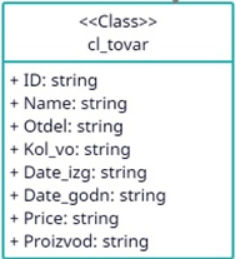 <<Class>>
cl_tovar
+ ID: string
+ Name: string
+ Otdel: string
+ Kol_vo: string
+ Date_izg: string
+ Date_godn: string
+ Price: string
+ Proizvod: string